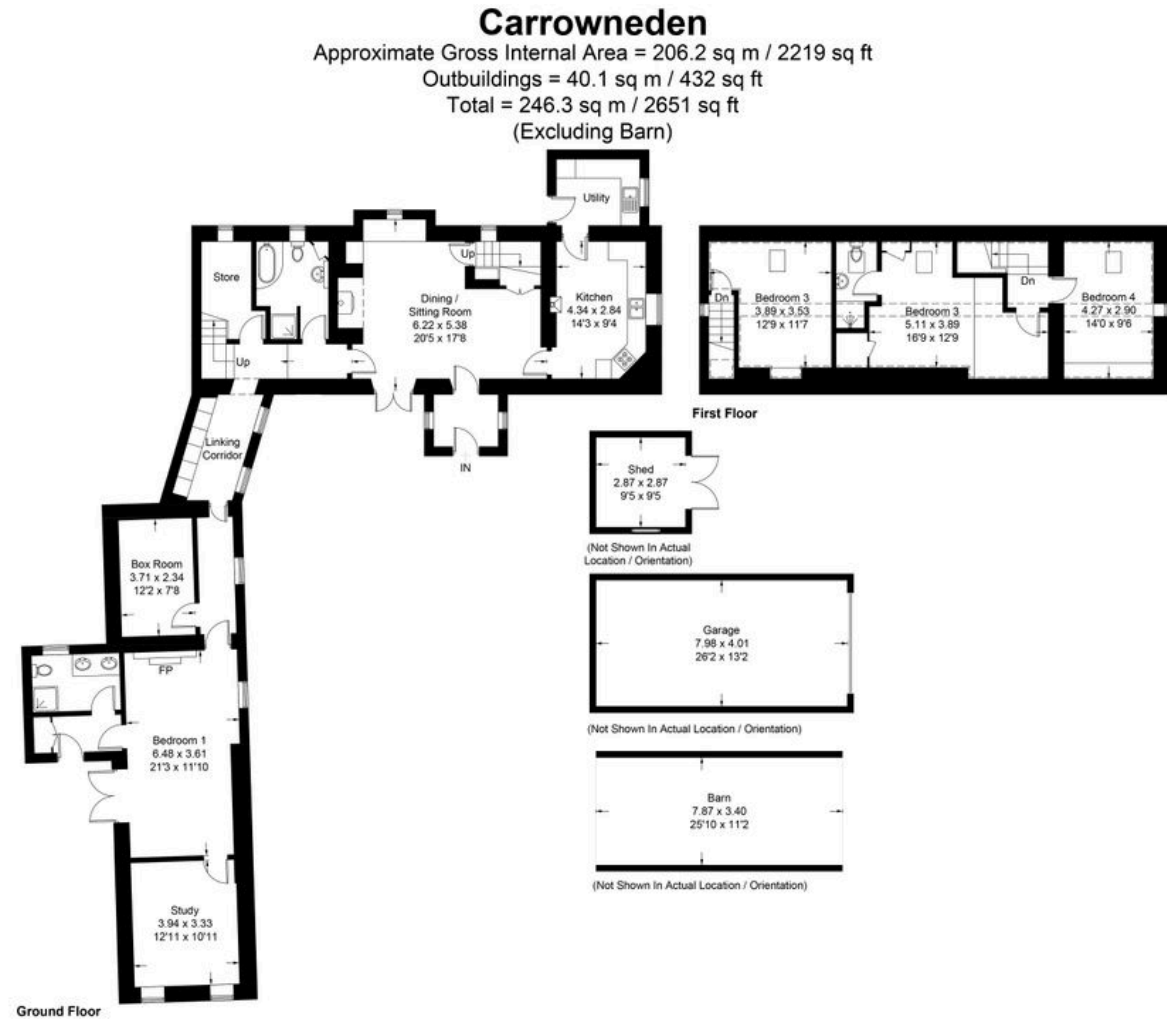 Carrowneden
Approximate Gross Internal Area = 206.2 sq m / 2219 sq ft
Outbuildings = 40.1 sq m / 432 sq ft
Total = 246.3 sq m / 2651 sq ft
(Excluding Barn)
Utility
Store
Up
Dining /
Sitting Room
6.22 x 5.38
20'5 x 17'8
Up
Kitchen
4.34 x 2.84
14'3 x 9'4
IN
Linking
Corridor
Box Room
3.71 x 2.34
12'2 x 7'8
FP
Bedroom 1
6.48 x 3.61
21'3 x 11'10
Study
3.94 x 3.33
12'11 x 10'11
Ground Floor
Dn
Bedroom 3
3.89 x 3.53
12'9 x 11'7
Bedroom 3
5.11 x 3.89
16'9 x 12'9
Dn
Bedroom 4
4.27 x 2.90
14'0 x 9'6
First Floor
Shed
2.87 x 2.87
9'5 x 9'5
(Not Shown In Actual
Location / Orientation)
Garage
7.98 x 4.01
26'2 x 13'2
(Not Shown In Actual Location / Orientation)
Barn
7.87 x 3.40
25'10 x 11'2
(Not Shown In Actual Location / Orientation)